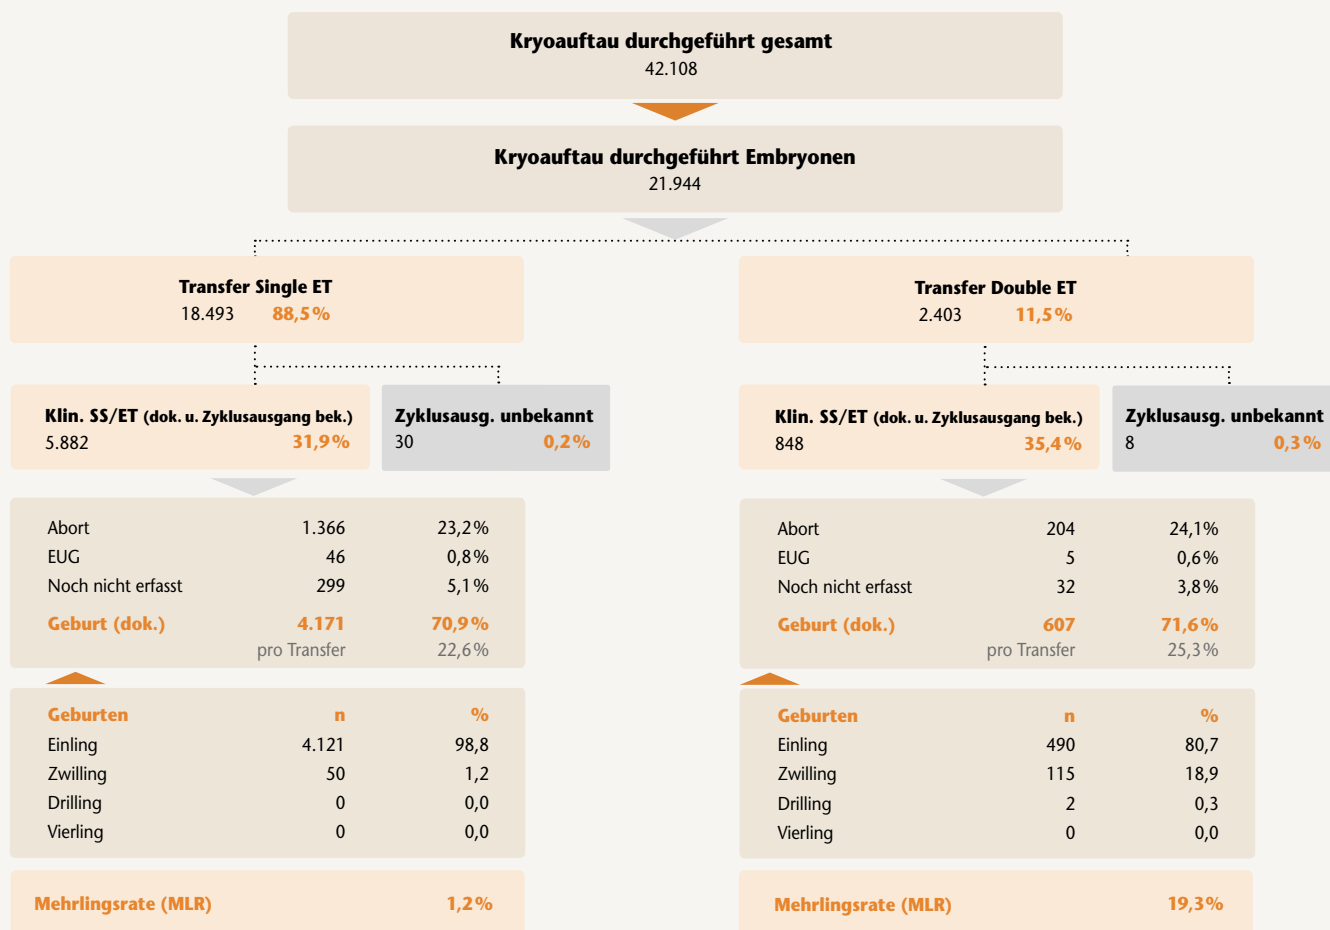 Kryoauftau durchgeführt gesamt
42.108
Kryoauftau durchgeführt Embryonen
21.944
Transfer Single ET
18.493 88,5%
Klin. SS/ET (dok. u. Zyklusausgang bek.)
5.882 31,9%
Zyklusausg. unbekannt
30 0,2%
Abort 1.366 23,2%
EUG 46 0,8%
Noch nicht erfasst 299 5,1%
Geburt (dok.) 4.171 70,9%
pro Transfer 22,6%
Geburten n %
Einling 4.121 98,8
Zwilling 50 1,2
Drilling 0 0,0
Vierling 0 0,0
Mehrlingsrate (MLR) 1,2%
Transfer Double ET
2.403 11,5%
Klin. SS/ET (dok. u. Zyklusausgang bek.)
848 35,4%
Zyklusausg. unbekannt
8 0,3%
Abort 204 24,1%
EUG 5 0,6%
Noch nicht erfasst 32 3,8%
Geburt (dok.) 607 71,6%
pro Transfer 25,3%
Geburten n %
Einling 490 80,7
Zwilling 115 18,9
Drilling 2 0,3
Vierling 0 0,0
Mehrlingsrate (MLR) 19,3%